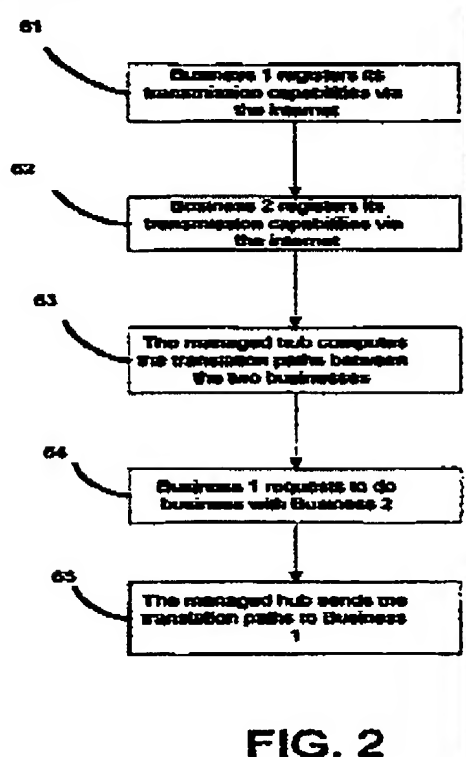 61
Business 1 registers its
transmission capabilities via
the internet
62
Business 2 registers its
transmission capabilities via
the internet
63
The managed hub computes
the translation paths between
the two businesses
64
Business 1 requests to do
business with Business 2
65
The managed hub sends the
translation paths to Business
1
FIG. 2